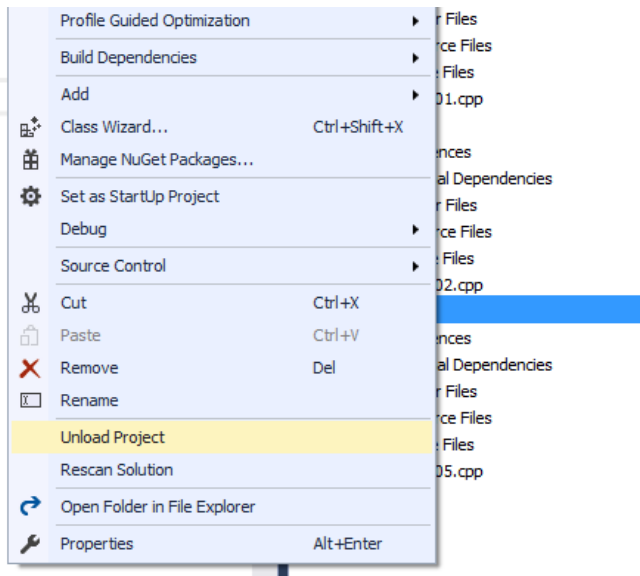 Profile Guided Optimization
Build Dependencies
Add
Class Wizard... Ctrl+Shift+X
Manage NuGet Packages...
Set as StartUp Project
Debug
Source Control
Cut Ctrl+X
Paste Ctrl+V
Remove Del
Rename
Unload Project
Rescan Solution
Open Folder in File Explorer
Properties Alt+Enter
r Files
rce Files
e Files
01.cpp
ences
al Dependencies
r Files
rce Files
e Files
02.cpp
ences
al Dependencies
r Files
rce Files
e Files
05.cpp